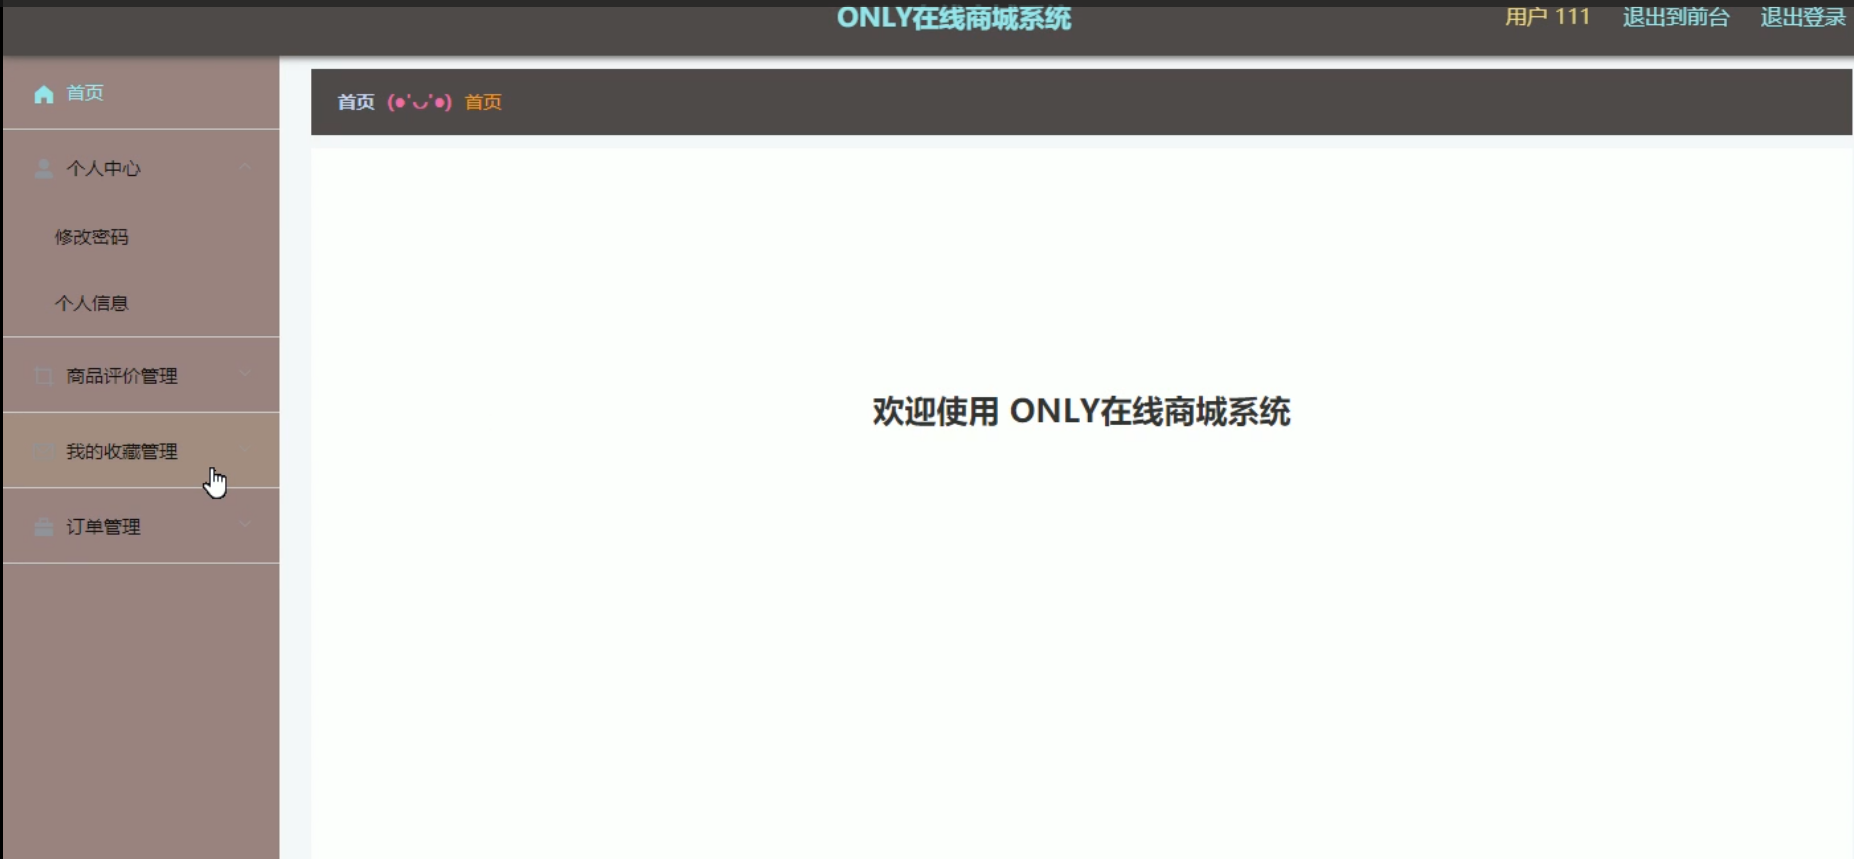 ONLY在线商城系统
用户 111 退出到前台 退出登录
首页
首页 (●'◡'●) 首页
个人中心
修改密码
个人信息
商品评价管理
我的收藏管理
订单管理
欢迎使用 ONLY在线商城系统